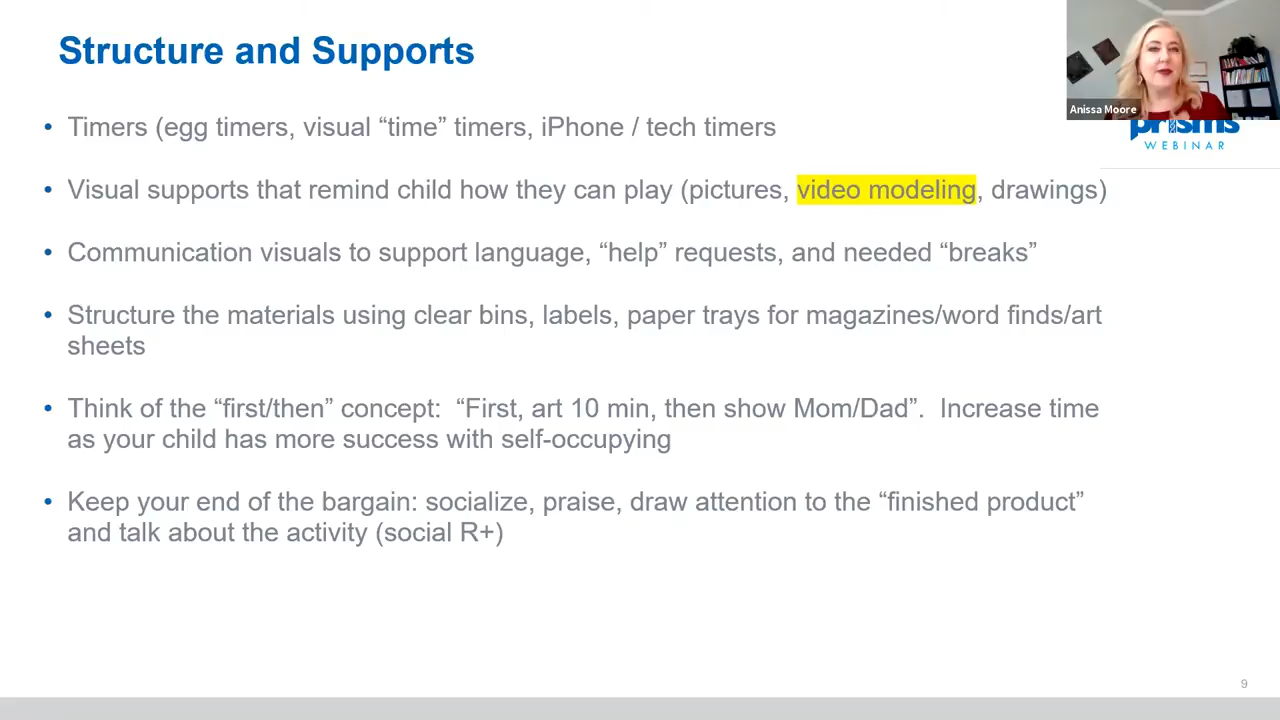 Structure and Supports
Anissa Moore
prisms
WEBINAR
• Timers (egg timers, visual “time” timers, iPhone / tech timers
• Visual supports that remind child how they can play (pictures, video modeling, drawings)
• Communication visuals to support language, “help” requests, and needed “breaks”
• Structure the materials using clear bins, labels, paper trays for magazines/word finds/art
sheets
• Think of the “first/then” concept:  “First, art 10 min, then show Mom/Dad”.  Increase time
as your child has more success with self-occupying
• Keep your end of the bargain: socialize, praise, draw attention to the “finished product”
and talk about the activity (social R+)
9